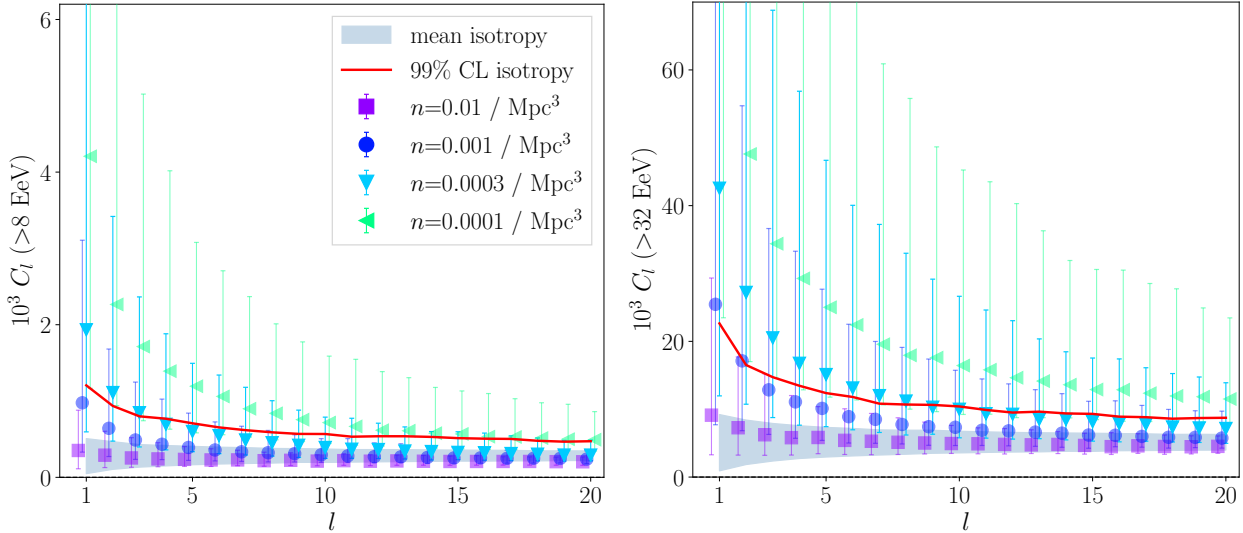 10³ C_l (>8 EeV)
6
4
2
0
mean isotropy
99% CL isotropy
n=0.01 / Mpc³
n=0.001 / Mpc³
n=0.0003 / Mpc³
n=0.0001 / Mpc³
1
5
10
15
20
l
10³ C_l (>32 EeV)
60
40
20
0
1
5
10
15
20
l